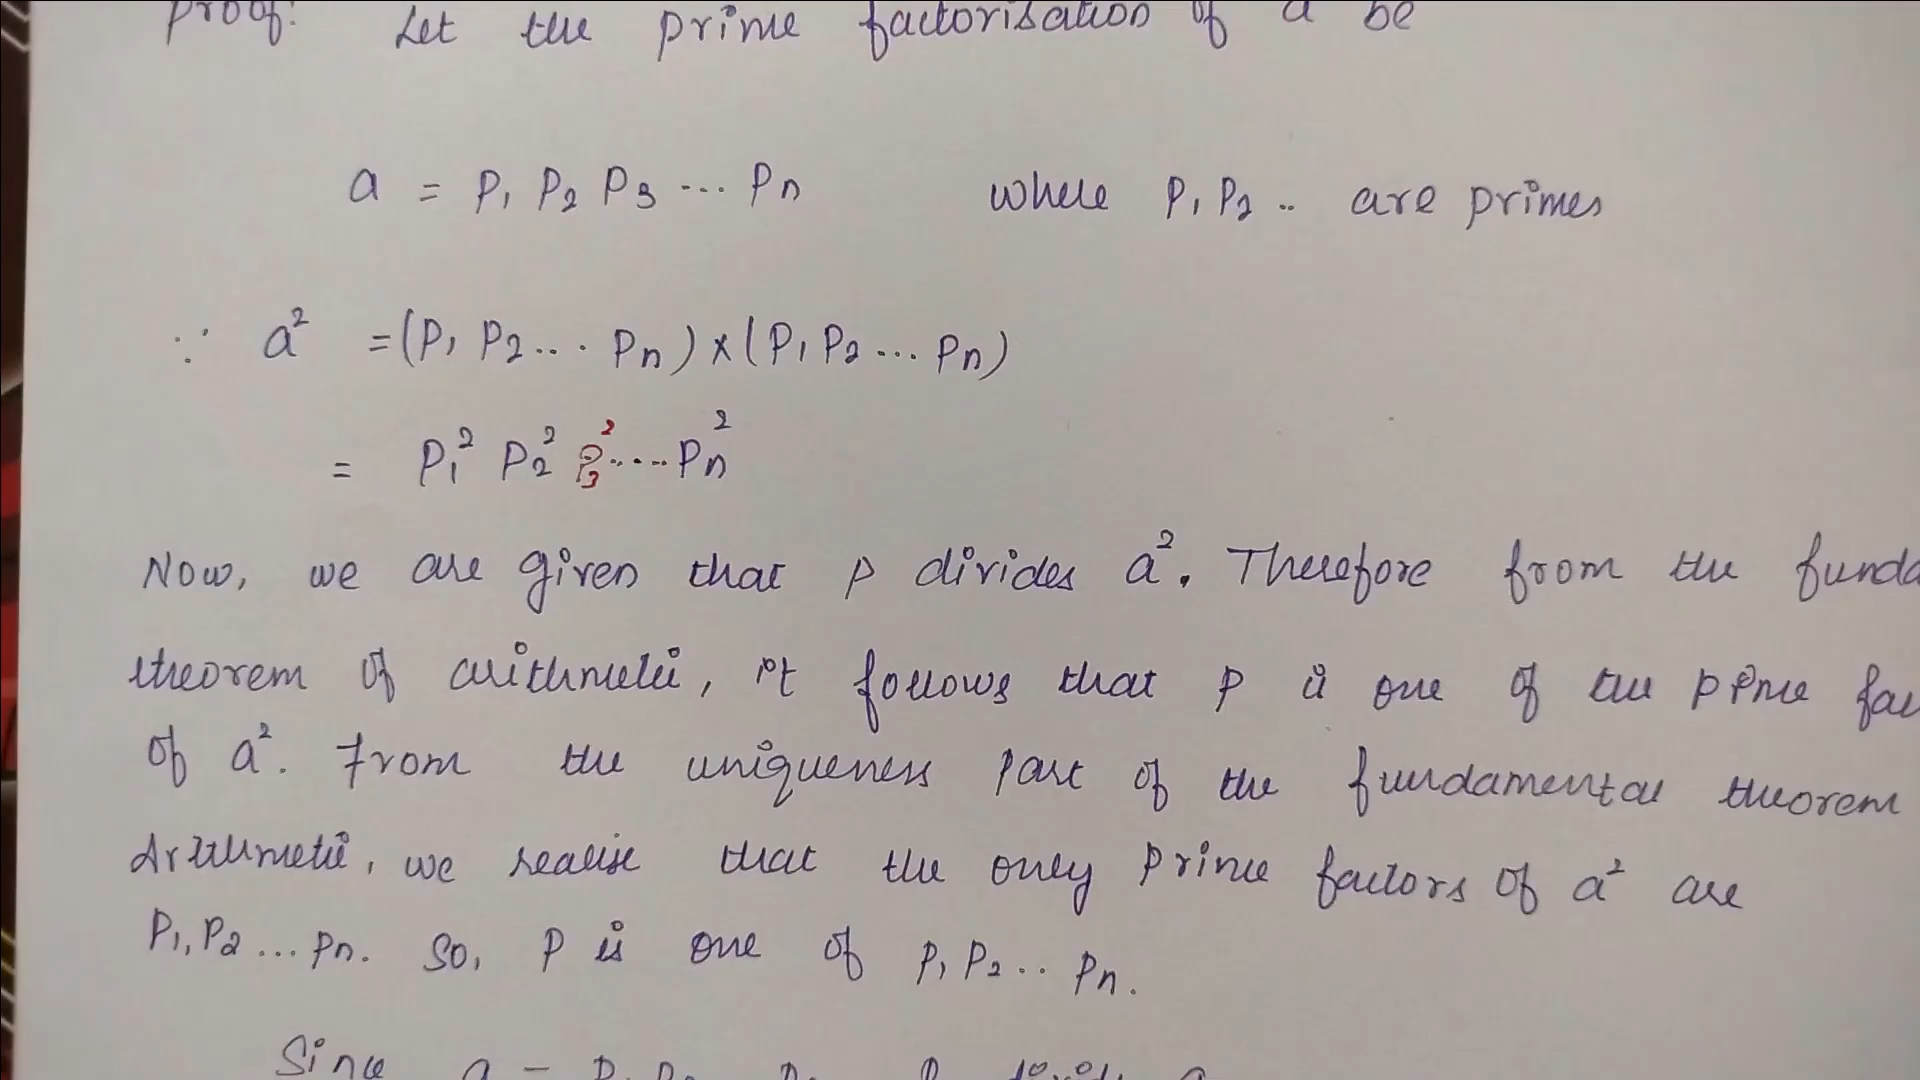 Proof: Let the prime factorisation of a be
a = P₁ P₂ P₃ ... Pn where P₁ P₂ .. are primes
∵ a² = (P₁ P₂ ... Pn) × (P₁ P₂ ... Pn)
= P₁² P₂² P₃² .... Pn²
Now, we are given that p divides a². Therefore from the funda
theorem of arithmetic, it follows that p is one of the prime fac
of a². From the uniqueness part of the fundamental theorem
Arithmetic, we realise that the only prime factors of a² are
P₁, P₂ ... Pn. So, P is one of P₁ P₂ .. Pn.
Since a =